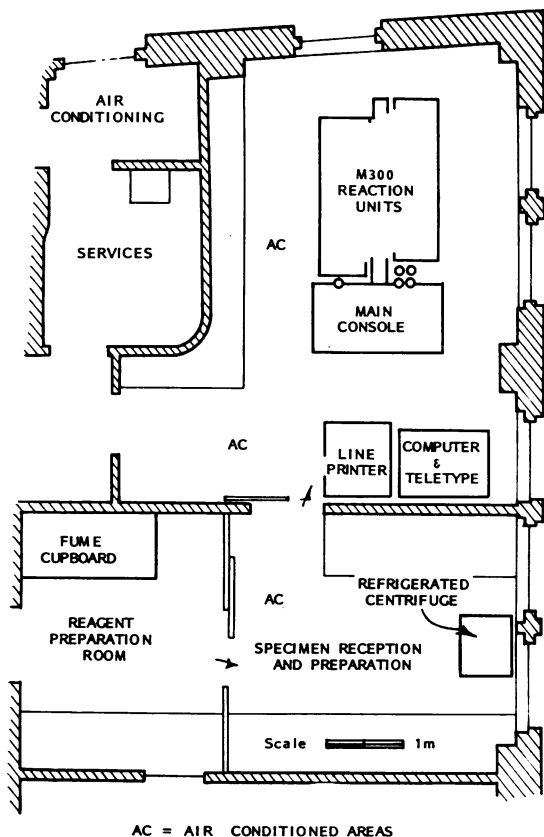 AIR
CONDITIONING
M300
REACTION
UNITS
AC
SERVICES
MAIN
CONSOLE
AC
LINE
PRINTER
COMPUTER
&
TELETYPE
FUME
CUPBOARD
REFRIGERATED
CENTRIFUGE
AC
REAGENT
PREPARATION
ROOM
SPECIMEN RECEPTION
AND PREPARATION
Scale 1m
AC = AIR CONDITIONED AREAS